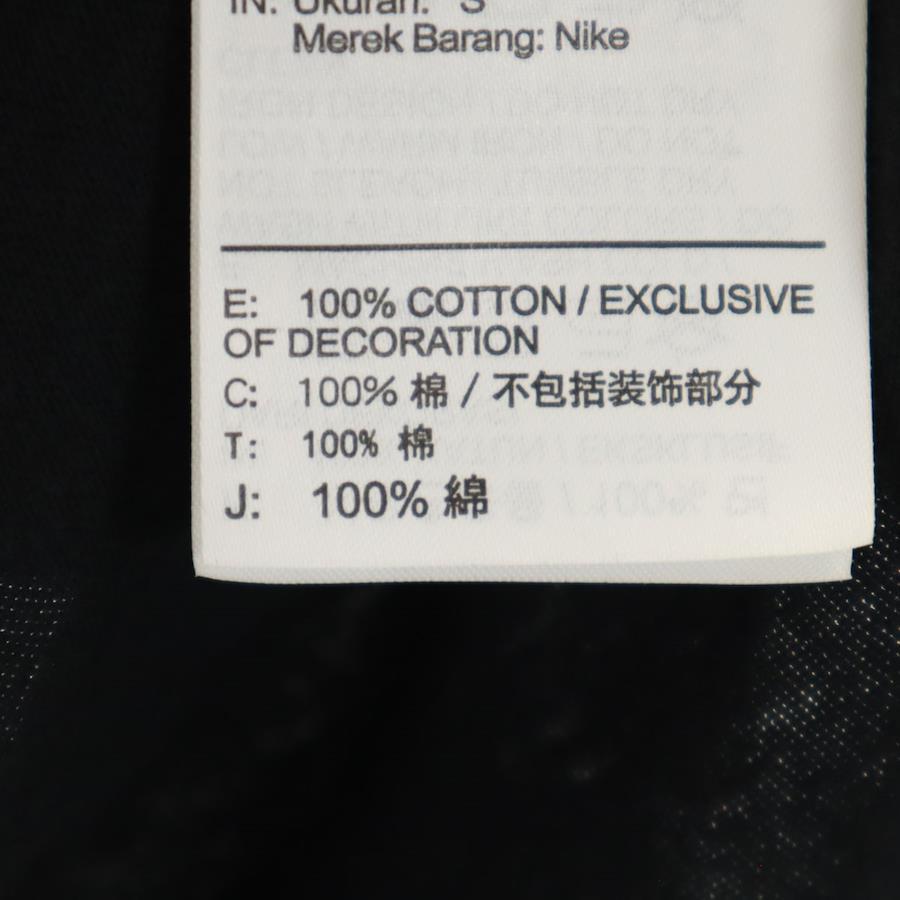 IN: Ukuran: S
Merek Barang: Nike
E: 100% COTTON / EXCLUSIVE
OF DECORATION
C: 100% 棉 / 不包括装饰部分
T: 100% 棉
J: 100% 綿